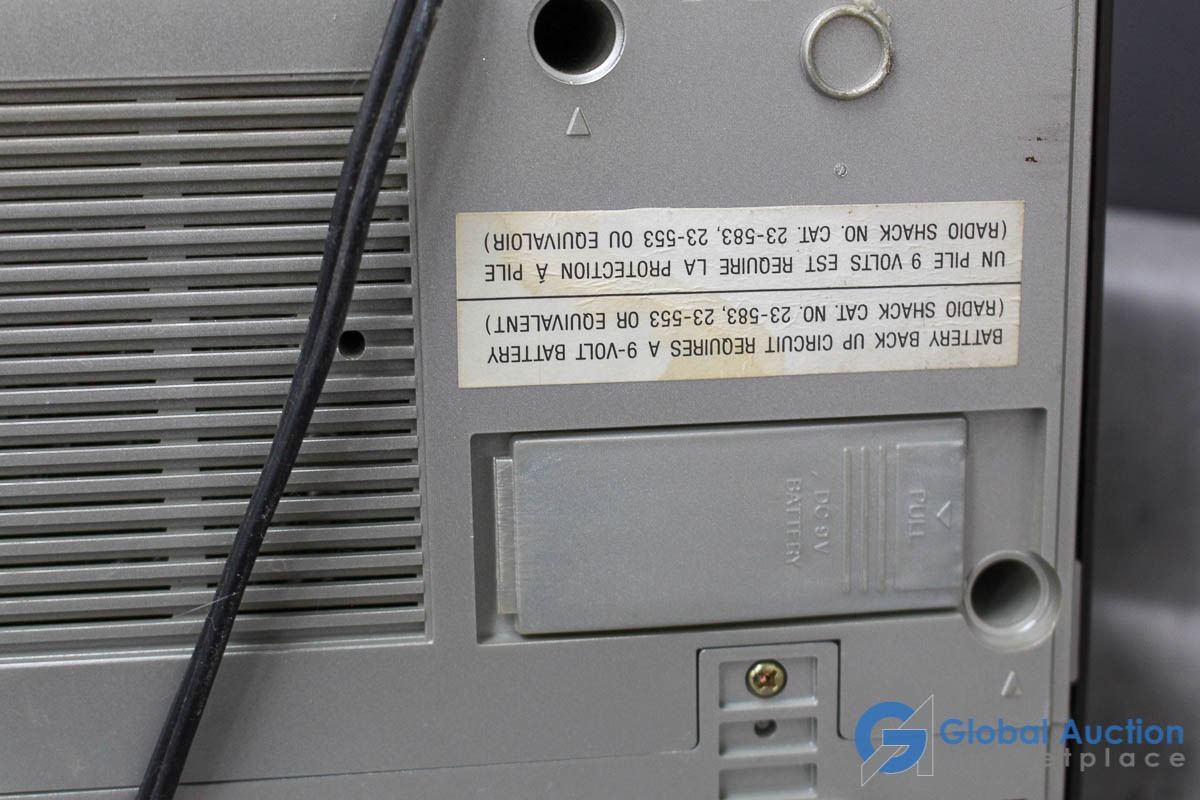 BATTERY BACK UP CIRCUIT REQUIRES A 9-VOLT BATTERY
(RADIO SHACK CAT. NO. 23-583, 23-553 OR EQUIVALENT)
UN PILE 9 VOLTS EST REQUIRE LA PROTECTION Á PILE
(RADIO SHACK NO. CAT. 23-583, 23-553 OU EQUIVALOIR)
PULL
DC 9V
BATTERY
Global Auction
etplace